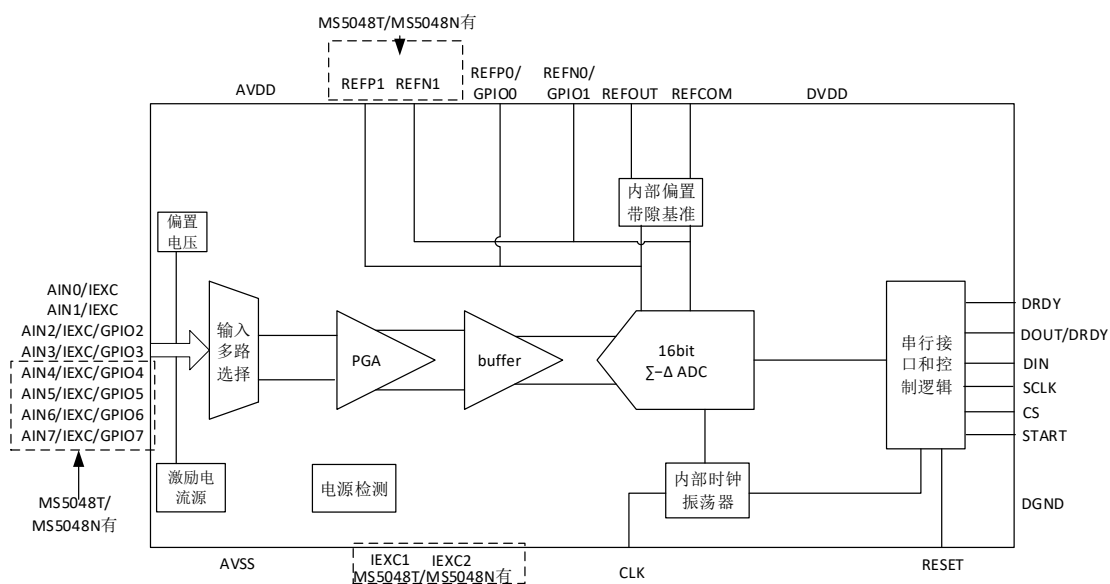 MS5048T/MS5048N有
REFP1 REFN1
REFP0/
GPIO0
REFN0/
GPIO1
REFOUT REFCOM
AVDD
DVDD
内部偏置
带隙基准
偏置
电压
AIN0/IEXC
AIN1/IEXC
AIN2/IEXC/GPIO2
AIN3/IEXC/GPIO3
AIN4/IEXC/GPIO4
AIN5/IEXC/GPIO5
AIN6/IEXC/GPIO6
AIN7/IEXC/GPIO7
MS5048T/
MS5048N有
输入
多路
选择
PGA
buffer
16bit
∑−Δ ADC
串行接
口和控
制逻辑
DRDY
DOUT/DRDY
DIN
SCLK
CS
START
激励电
流源
电源检测
内部时钟
振荡器
DGND
AVSS
IEXC1 IEXC2
MS5048T/MS5048N有
CLK
RESET